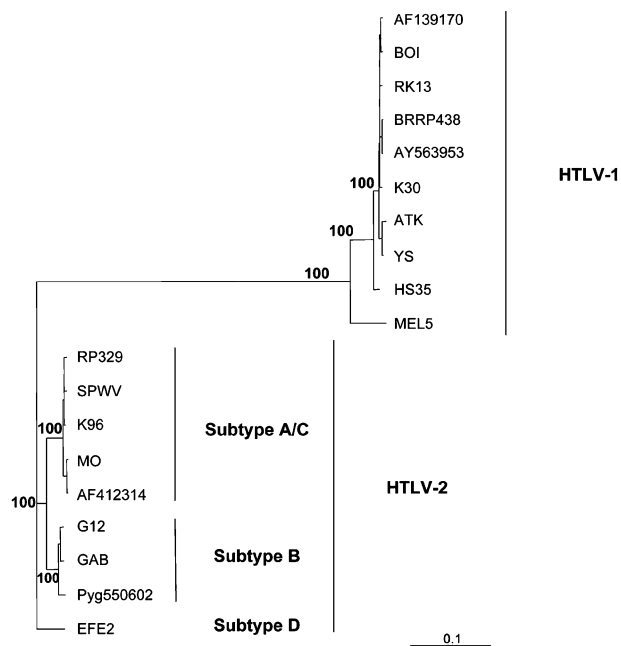 AF139170
BOI
RK13
BRRP438
AY563953
HTLV-1
100
K30
ATK
100
YS
100
HS35
MEL5
RP329
SPWV
K96
100
Subtype A/C
MO
HTLV-2
AF412314
100
G12
GAB
Subtype B
100
Pyg550602
EFE2
Subtype D
0.1